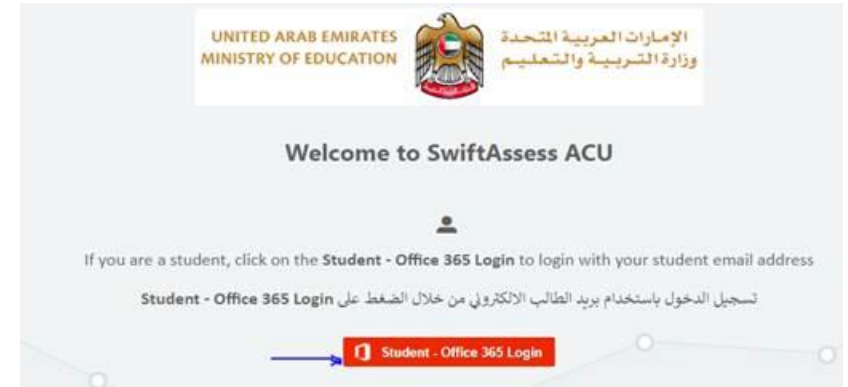 UNITED ARAB EMIRATES
MINISTRY OF EDUCATION
الإمارات العربية المتحدة
وزارة التربية والتعليم
Welcome to SwiftAssess ACU
If you are a student, click on the Student - Office 365 Login to login with your student email address
تسجيل الدخول باستخدام بريد الطالب الالكتروني من خلال الضغط على Student - Office 365 Login
Student - Office 365 Login